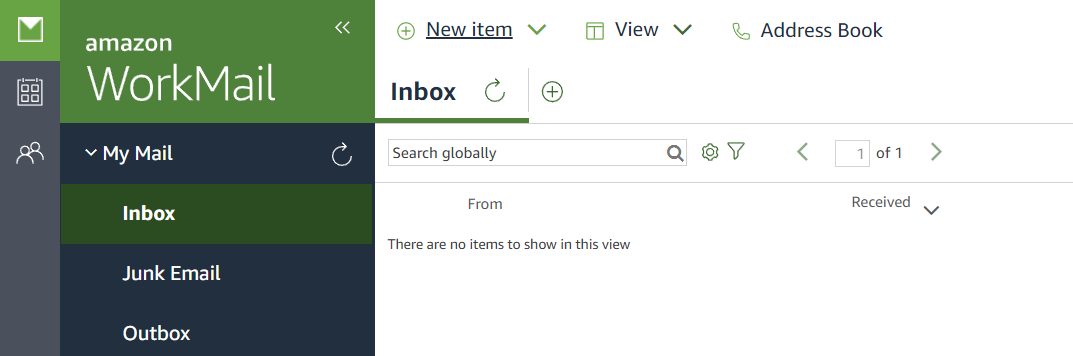 amazon
WorkMail
New item
View
Address Book
Inbox
My Mail
Search globally
1 of 1
Inbox
From
Received
There are no items to show in this view
Junk Email
Outbox